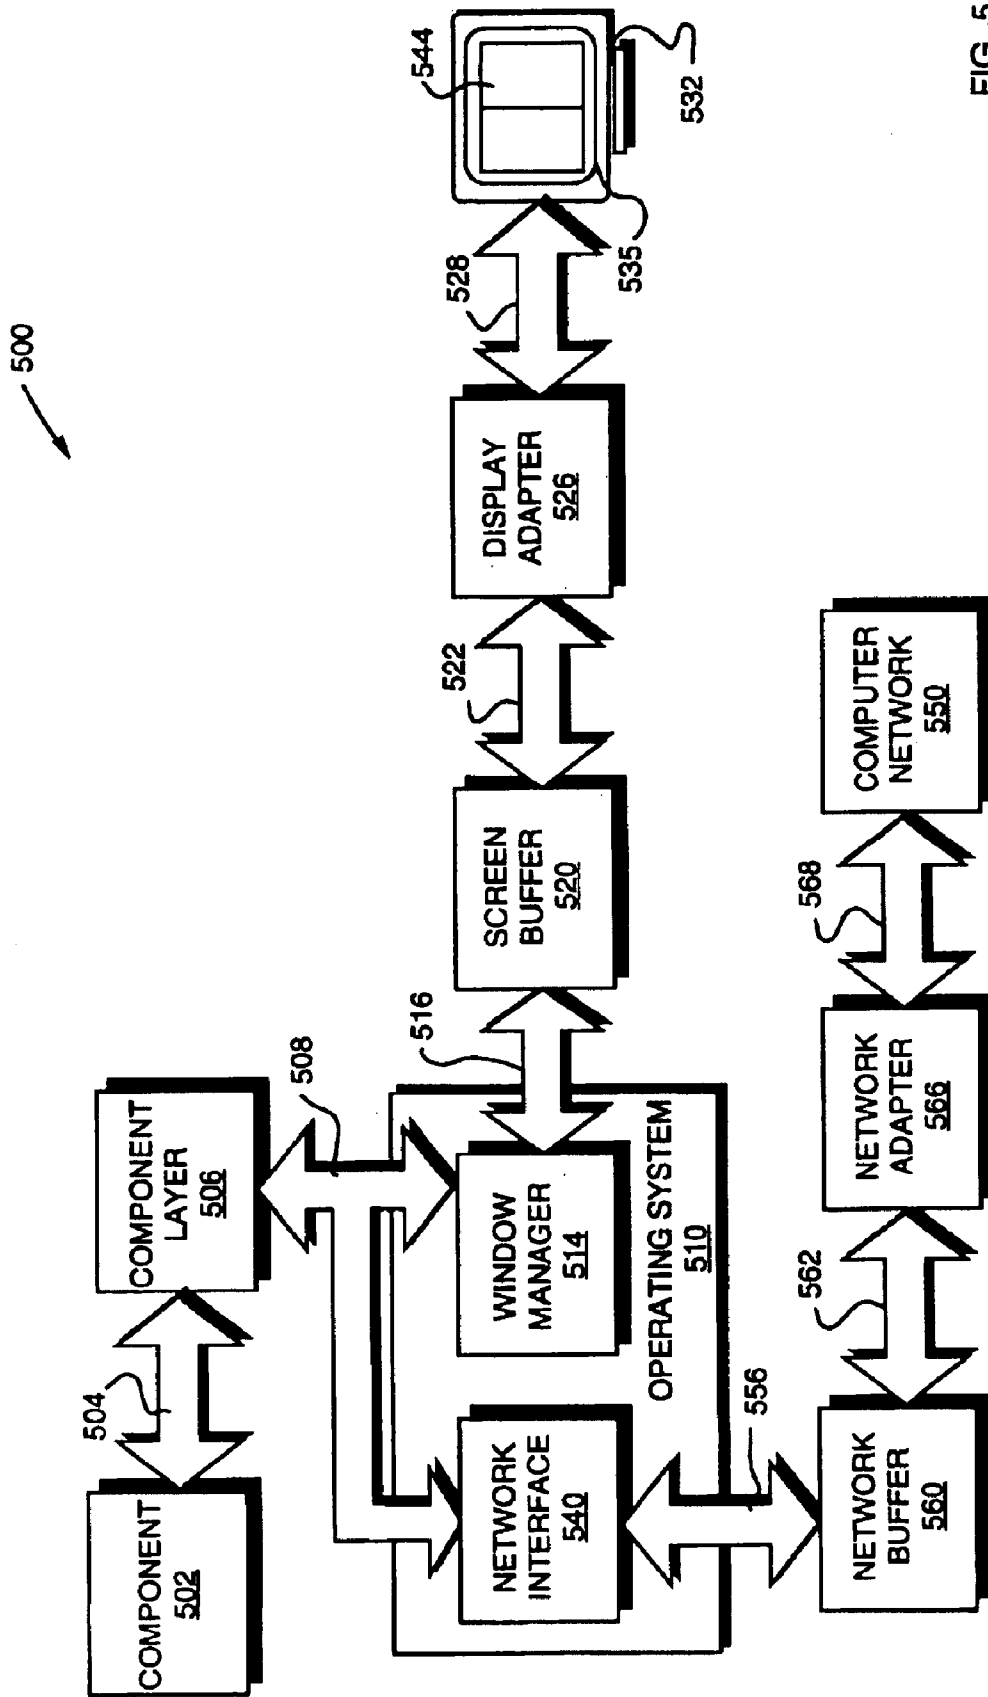 500
COMPONENT
502
504
COMPONENT
LAYER
506
508
NETWORK
INTERFACE
540
WINDOW
MANAGER
514
OPERATING SYSTEM
510
516
SCREEN
BUFFER
520
522
DISPLAY
ADAPTER
526
528
535
532
544
556
NETWORK
BUFFER
560
562
NETWORK
ADAPTER
566
568
COMPUTER
NETWORK
550
FIG. 5